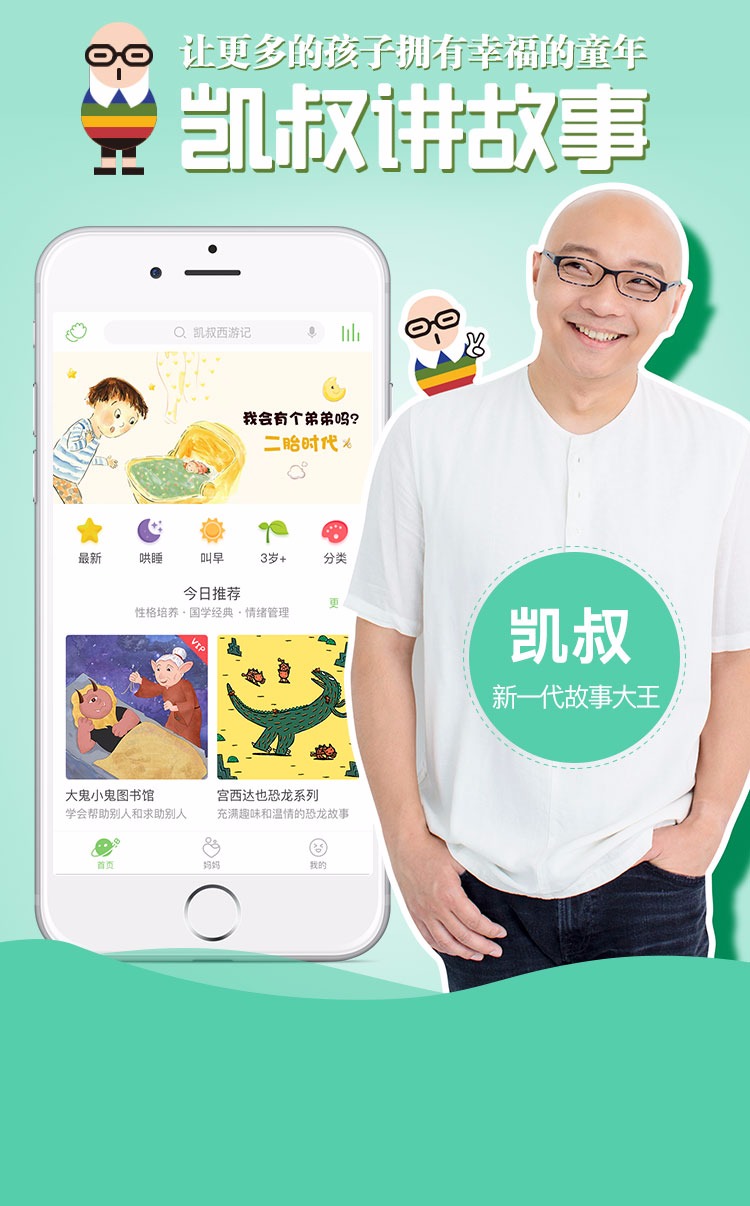 让更多的孩子拥有幸福的童年
凯叔讲故事
凯叔西游记
我会有个弟弟吗?
二胎时代
最新 哄睡 叫早 3岁+ 分类
今日推荐
性格培养·国学经典·情绪管理
更
VIP
大鬼小鬼图书馆 宫西达也恐龙系列
学会帮助别人和求助别人 充满趣味和温情的恐龙故事
首页 妈妈 我的
凯叔
新一代故事大王